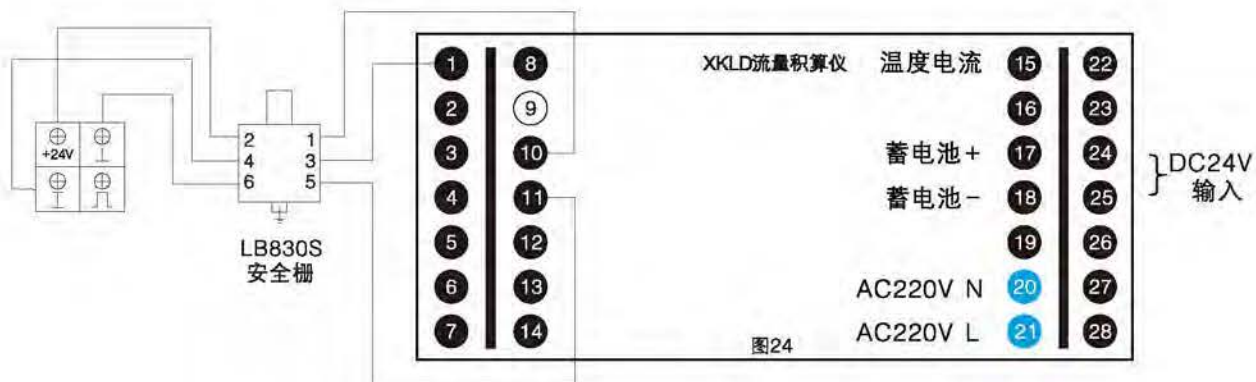 1 8 XKLD流量积算仪 温度电流 15 22
2 9 16 23
+24V
2 1
4 3
6 5
3 10 蓄电池+ 17 24
4 11 蓄电池- 18 25
DC24V
输入
LB830S
安全栅
5 12 19 26
6 13 AC220V N 20 27
7 14 AC220V L 21 28
图24